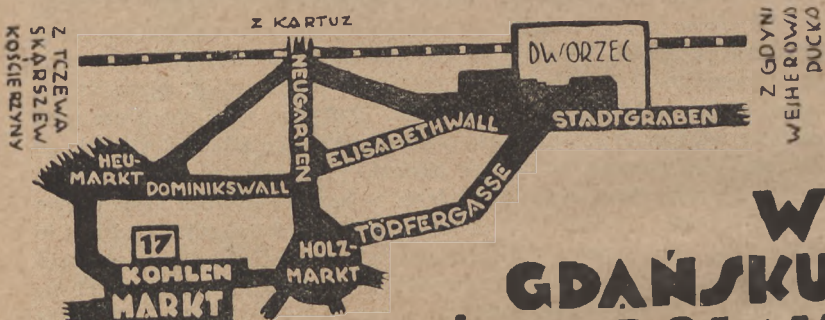 Z KARTUZ
Z TCZEWA
SKARSZEW
KOŚCIERZYNY
DWORZEC
Z GDYNI
WEJHEROWA
PUCKA
NEUGARTEN
STADTGRABEN
ELISABETHWALL
HEU-
MARKT
DOMINIKSWALL
TÖPFERGASSE
17
HOLZ-
MARKT
KOHLEN
MARKT
W
GDAŃSKU